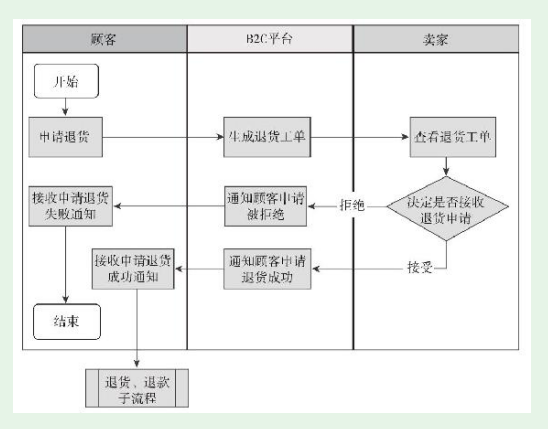 顾客
B2C平台
卖家
开始
申请退货
生成退货工单
查看退货工单
接收申请退货
失败通知
通知顾客申请
被拒绝
拒绝
决定是否接收
退货申请
接收申请退货
成功通知
通知顾客申请
退货成功
接受
结束
退货、退款
子流程